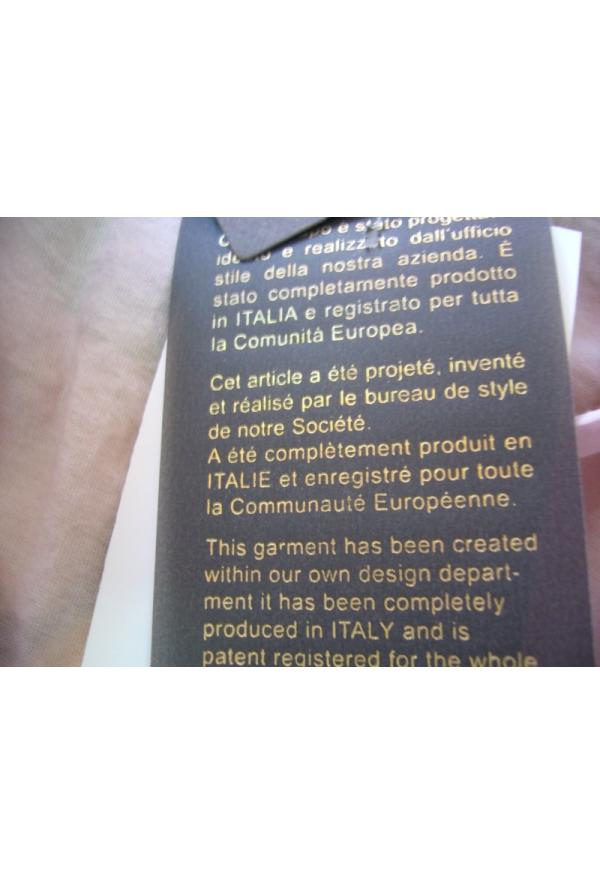 è stato
e realizzato dall'ufficio
stile della nostra azienda. È
stato completamente prodotto
in ITALIA e registrato per tutta
la Comunità Europea.
Cet article a été projeté, inventé
et réalisé par le bureau de style
de notre Société.
A été complètement produit en
ITALIE et enregistré pour toute
la Communauté Européenne.
This garment has been created
within our own design depart-
ment it has been completely
produced in ITALY and is
patent registered for the whole